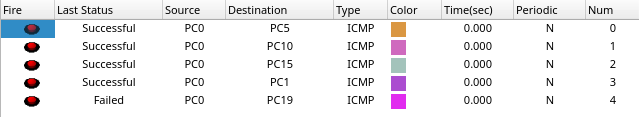 Fire Last Status Source Destination Type Color Time(sec) Periodic Num
Successful PC0 PC5 ICMP 0.000 N 0
Successful PC0 PC10 ICMP 0.000 N 1
Successful PC0 PC15 ICMP 0.000 N 2
Successful PC0 PC1 ICMP 0.000 N 3
Failed PC0 PC19 ICMP 0.000 N 4